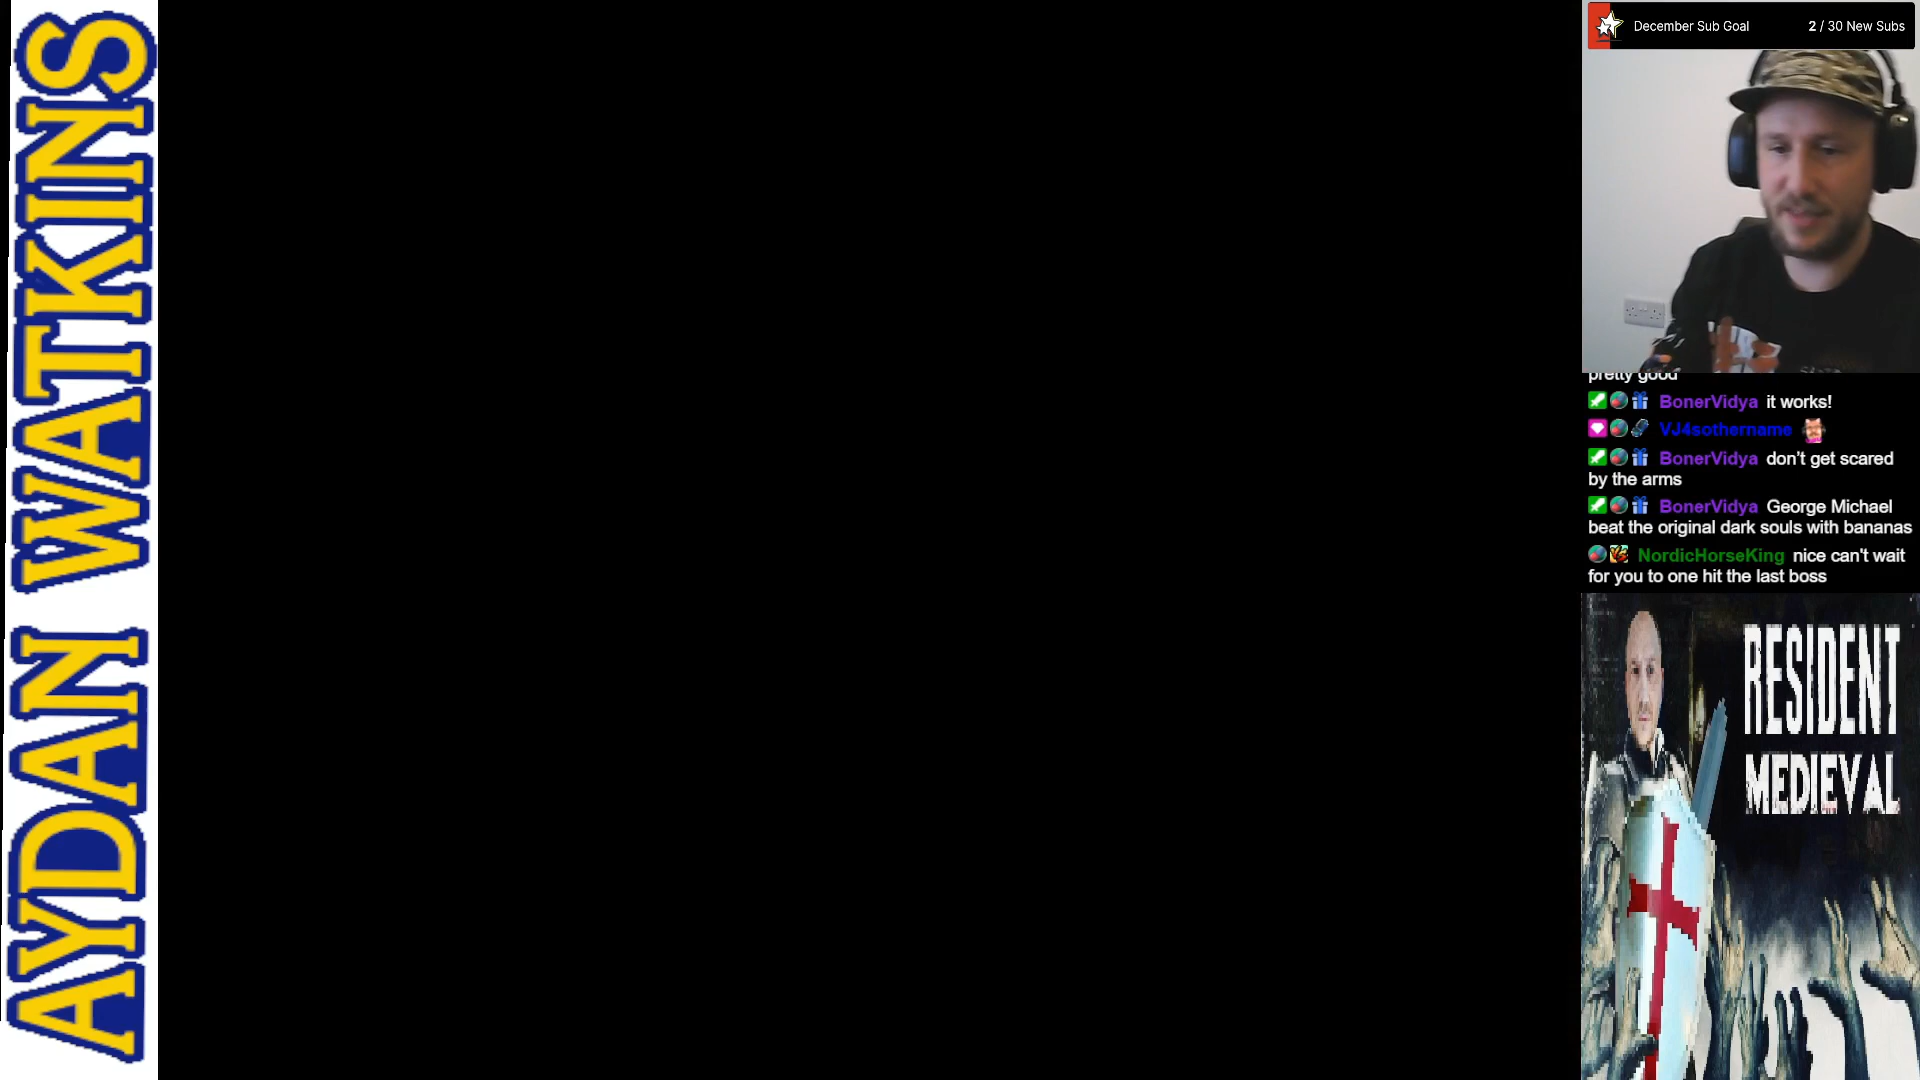 AYDAN WATKINS
December Sub Goal 2 / 30 New Subs
pretty good
BonerVidya it works!
VJ4sothername
BonerVidya don't get scared
by the arms
BonerVidya George Michael
beat the original dark souls with bananas
NordicHorseKing nice can't wait
for you to one hit the last boss
RESIDENT
MEDIEVAL